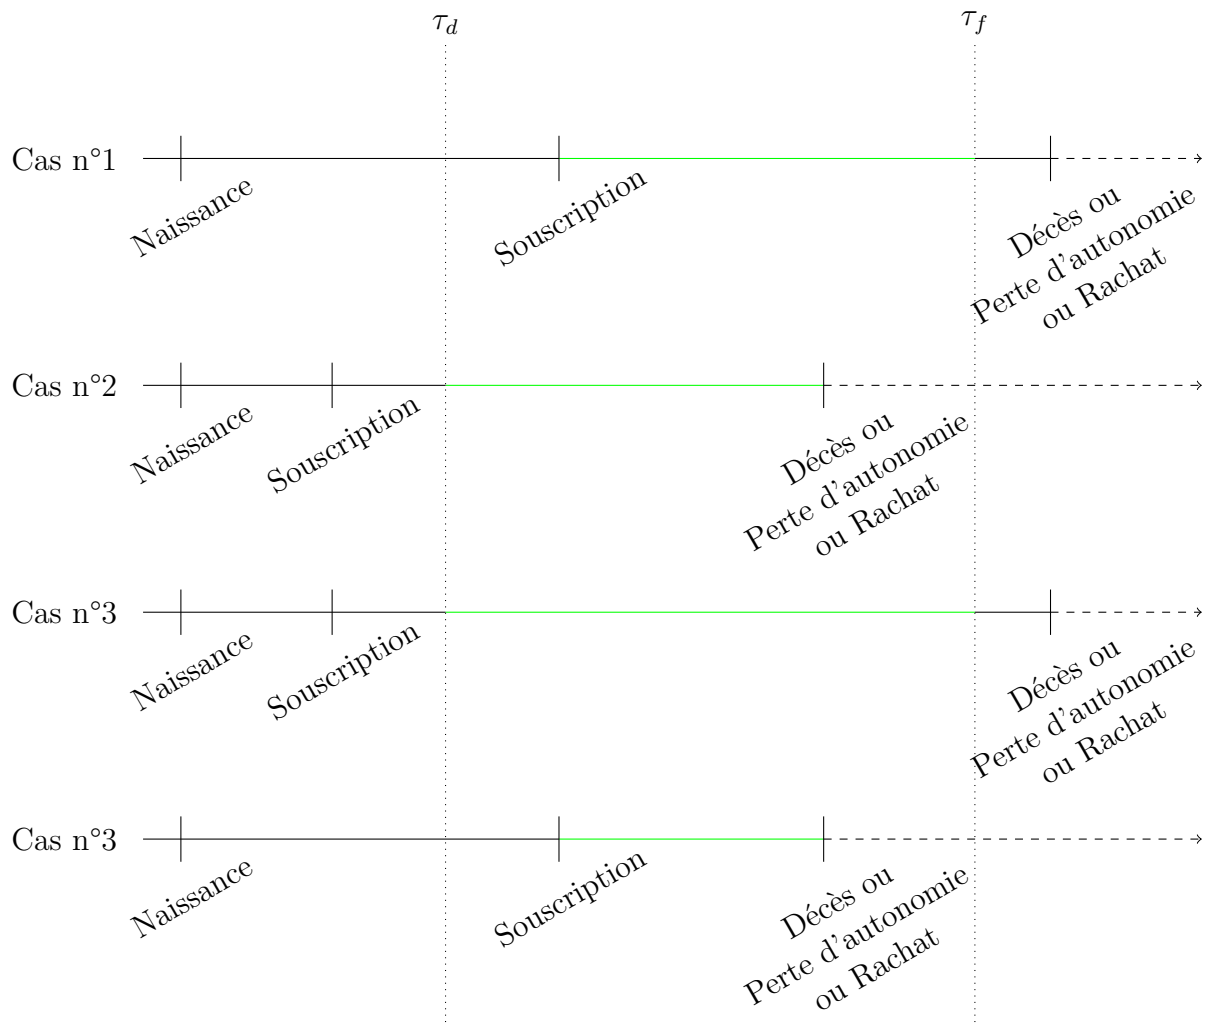 τd
τf
Cas n°1
Naissance
Souscription
Décès ou
Perte d'autonomie
ou Rachat
Cas n°2
Naissance
Souscription
Décès ou
Perte d'autonomie
ou Rachat
Cas n°3
Naissance
Souscription
Décès ou
Perte d'autonomie
ou Rachat
Cas n°3
Naissance
Souscription
Décès ou
Perte d'autonomie
ou Rachat